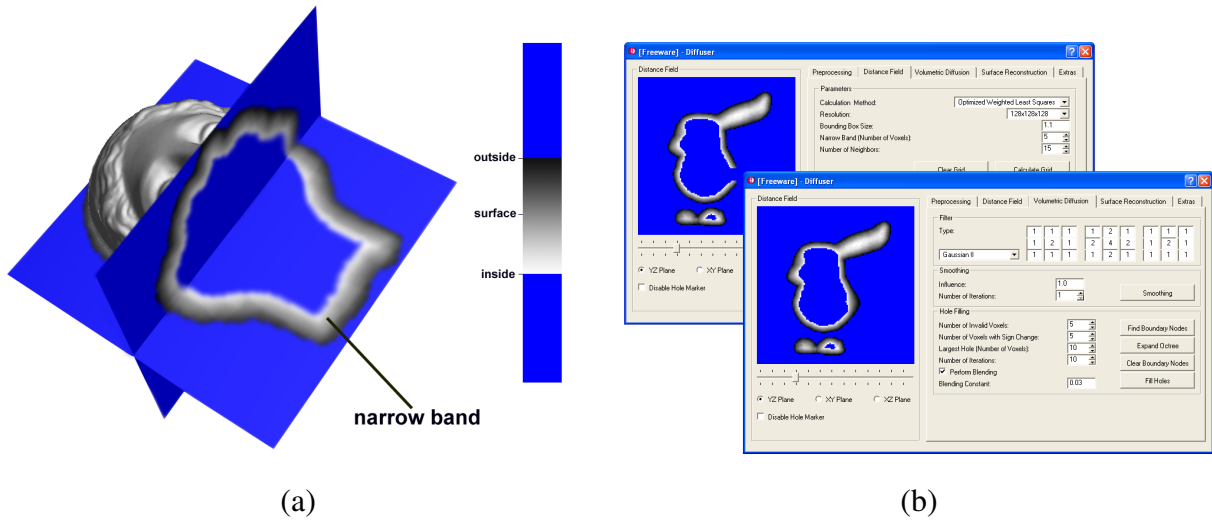 outside
surface
inside
narrow band
(a)
[Freeware] - Diffuser
Distance Field
Preprocessing Distance Field Volumetric Diffusion Surface Reconstruction Extras
Parameters
Calculation Method: Optimized Weighted Least Squares
Resolution: 128x128x128
Bounding Box Size: 1.1
Narrow Band (Number of Voxels): 5
Number of Neighbors: 15
Clear Grid Calculate Grid
YZ Plane XY Plane
Disable Hole Marker
[Freeware] - Diffuser
Distance Field
Preprocessing Distance Field Volumetric Diffusion Surface Reconstruction Extras
Filter
Type:
1 1 1 1 2 1 1 1 1
1 2 1 2 4 2 1 2 1
Gaussian II 1 1 1 1 2 1 1 1 1
Smoothing
Influence: 1.0
Number of Iterations: 1 Smoothing
Hole Filling
Number of Invalid Voxels: 5 Find Boundary Nodes
Number of Voxels with Sign Change: 5
Largest Hole (Number of Voxels): 10 Expand Octree
Number of Iterations: 10 Clear Boundary Nodes
Perform Blending
Blending Constant: 0.03 Fill Holes
YZ Plane XY Plane XZ Plane
Disable Hole Marker
(b)